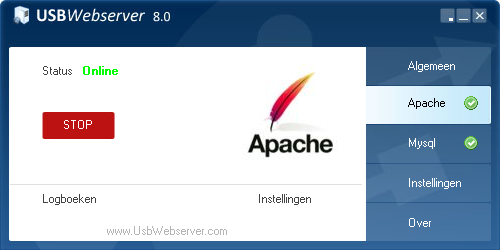 USBWebserver 8.0
Status Online
STOP
Apache
Logboeken
Instellingen
www.UsbWebserver.com
Algemeen
Apache
Mysql
Instellingen
Over